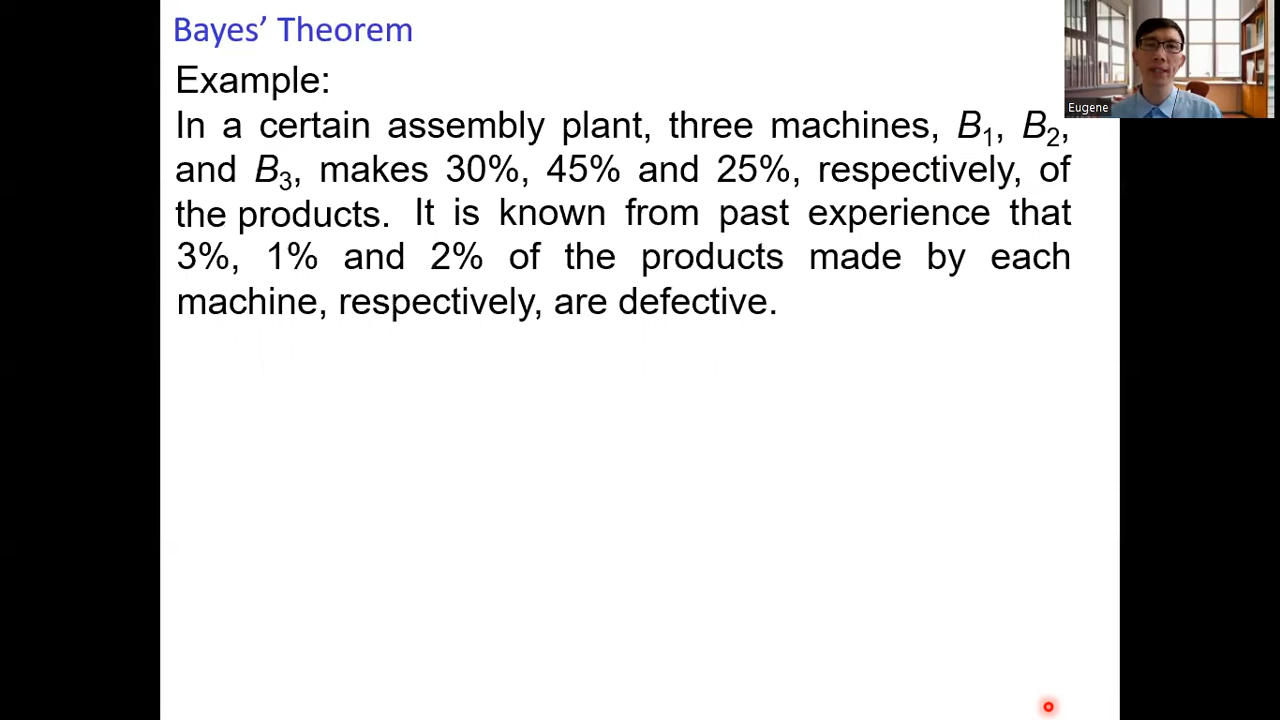 Bayes’ Theorem
Example:
In a certain assembly plant, three machines, B1, B2,
and B3, makes 30%, 45% and 25%, respectively, of
the products. It is known from past experience that
3%, 1% and 2% of the products made by each
machine, respectively, are defective.
Eugene